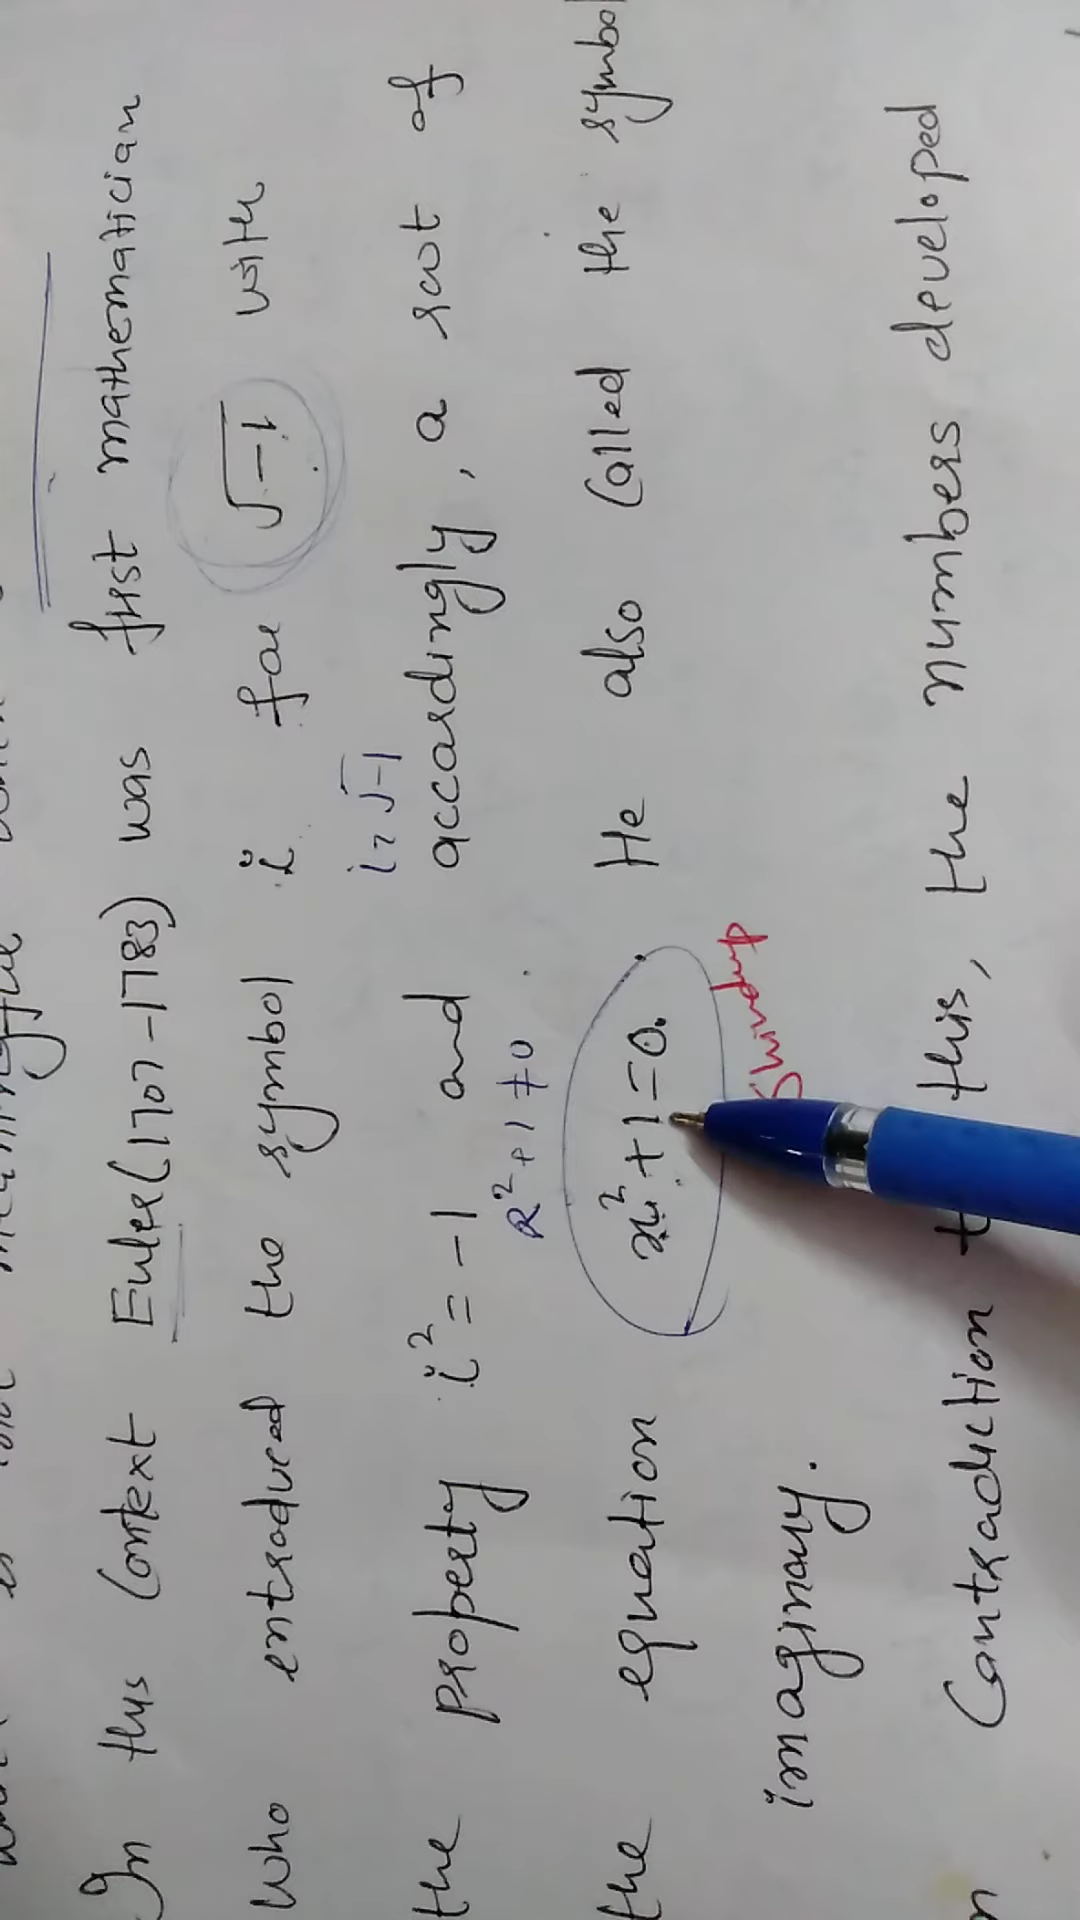 In this Context Euler(1707-1783) was first mathematician
who entroduced the symbol i for √-1 with
i = √-1
the property i² = -1 and accordingly, a root of
R²+1≠0
the equation x²+1=0. He also Called the symbol
imaginary.
Contradiction this, the numbers developed